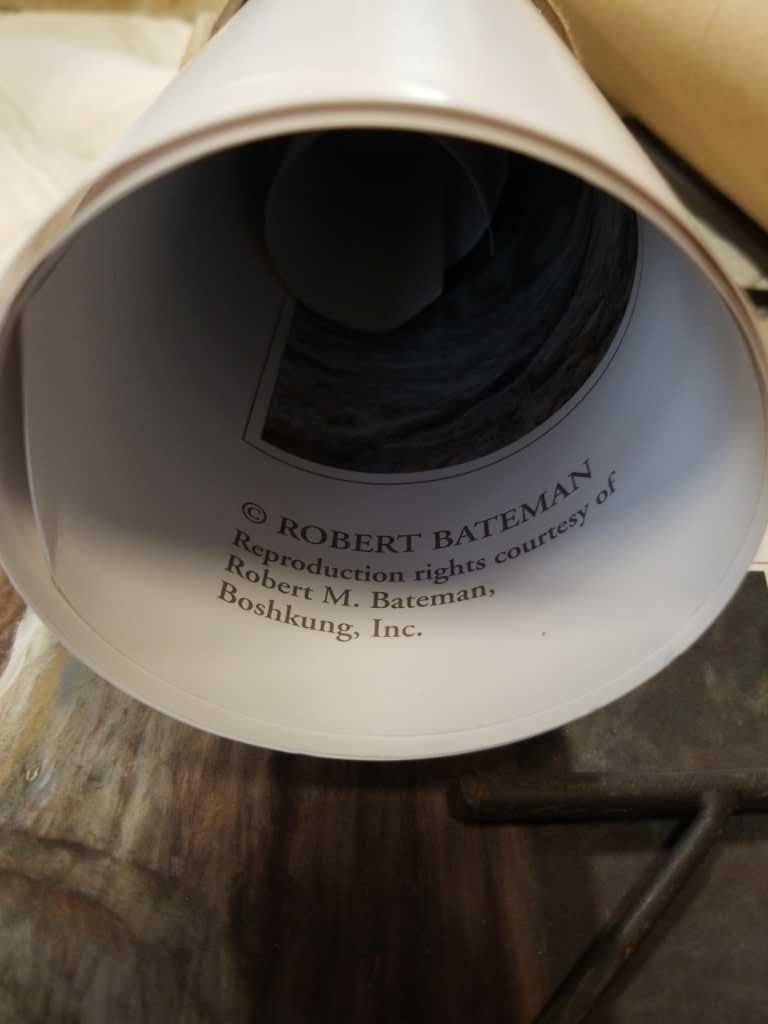 © ROBERT BATEMAN
Reproduction rights courtesy of
Robert M. Bateman,
Boshkung, Inc.